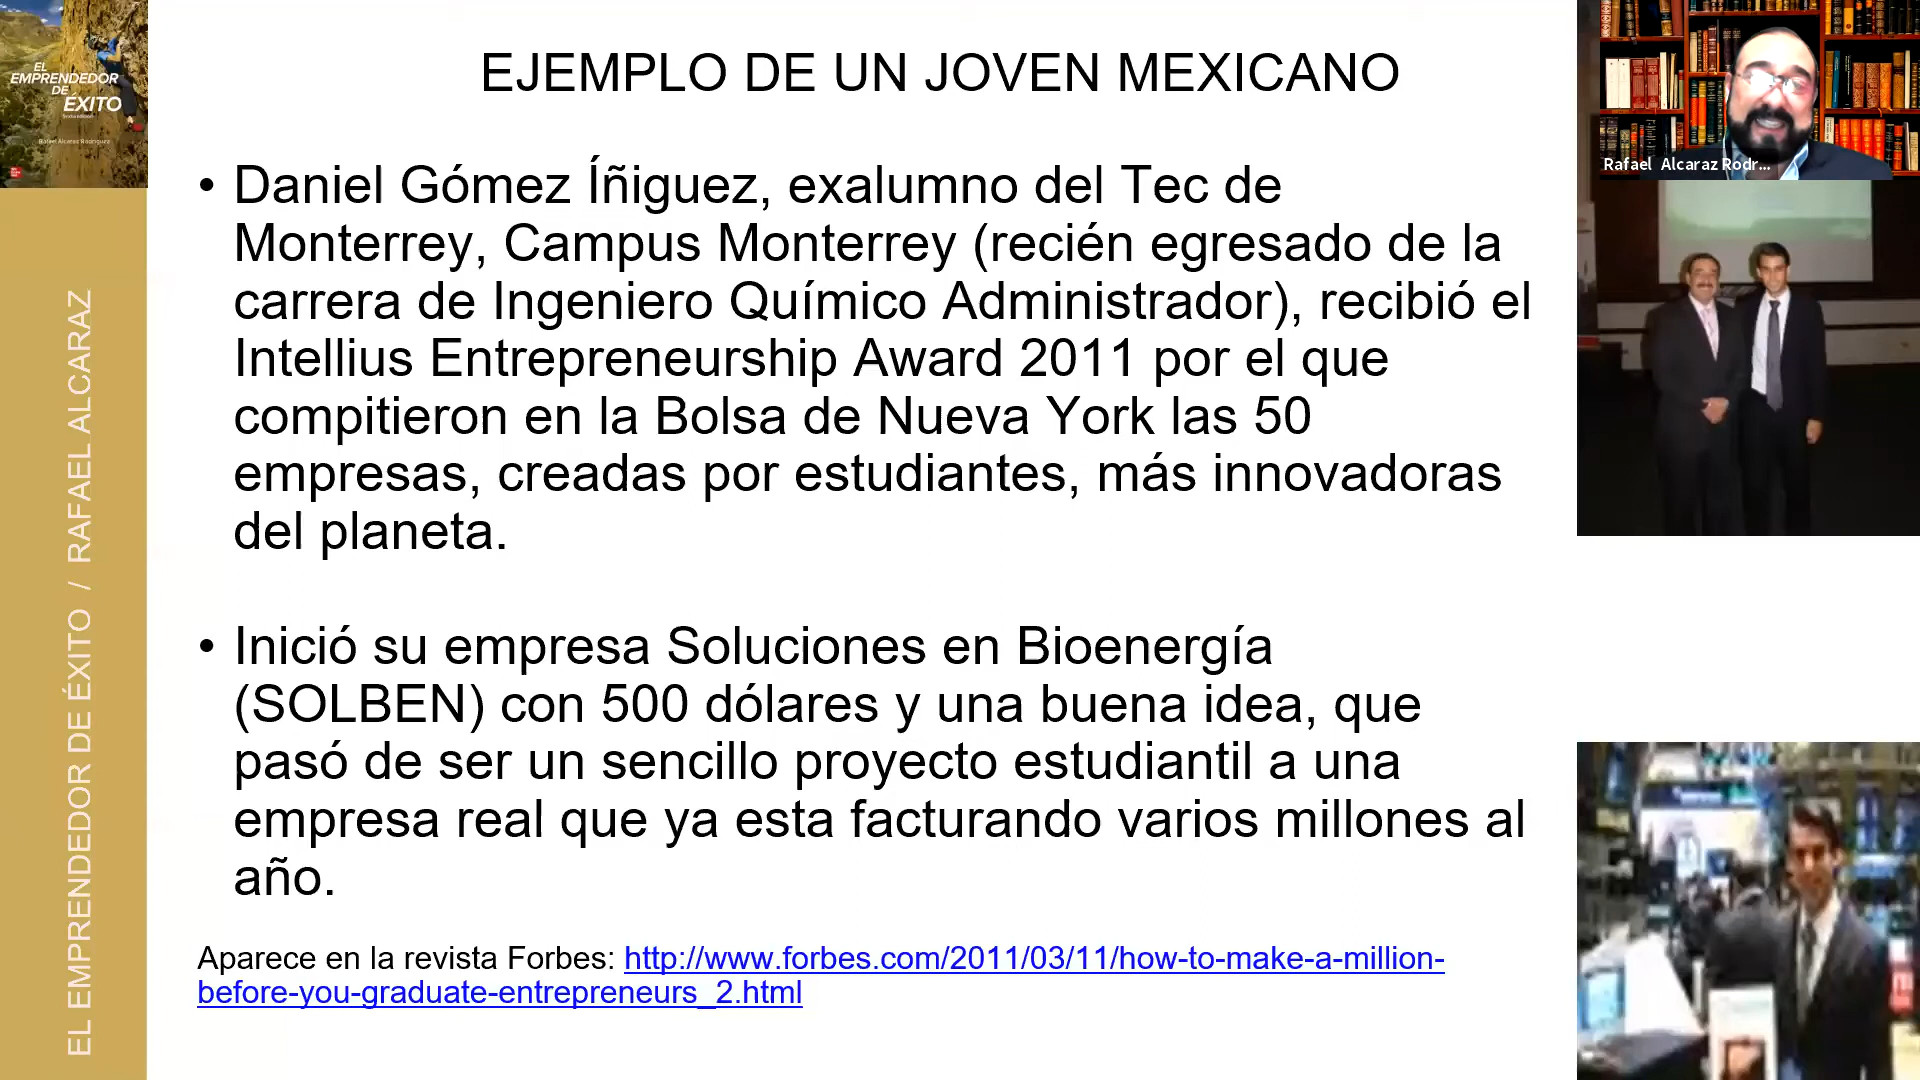 EL
EMPRENDEDOR
DE
ÉXITO
Rafael Alcaraz Rodríguez
EL EMPRENDEDOR DE ÉXITO / RAFAEL ALCARAZ
EJEMPLO DE UN JOVEN MEXICANO
• Daniel Gómez Íñiguez, exalumno del Tec de
Monterrey, Campus Monterrey (recién egresado de la
carrera de Ingeniero Químico Administrador), recibió el
Intellius Entrepreneurship Award 2011 por el que
compitieron en la Bolsa de Nueva York las 50
empresas, creadas por estudiantes, más innovadoras
del planeta.
• Inició su empresa Soluciones en Bioenergía
(SOLBEN) con 500 dólares y una buena idea, que
pasó de ser un sencillo proyecto estudiantil a una
empresa real que ya esta facturando varios millones al
año.
Aparece en la revista Forbes: http://www.forbes.com/2011/03/11/how-to-make-a-million-
before-you-graduate-entrepreneurs_2.html
Rafael Alcaraz Rodr...